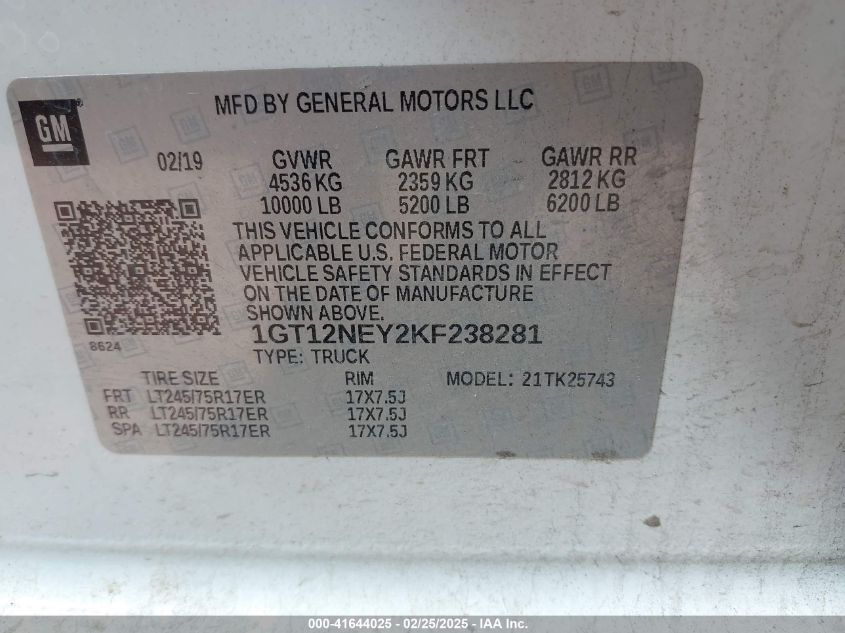 MFD BY GENERAL MOTORS LLC
GM
02/19 GVWR GAWR FRT GAWR RR
4536 KG 2359 KG 2812 KG
10000 LB 5200 LB 6200 LB
THIS VEHICLE CONFORMS TO ALL
APPLICABLE U.S. FEDERAL MOTOR
VEHICLE SAFETY STANDARDS IN EFFECT
ON THE DATE OF MANUFACTURE
SHOWN ABOVE.
8624
1GT12NEY2KF238281
TYPE: TRUCK
TIRE SIZE RIM MODEL: 21TK25743
FRT LT245/75R17ER 17X7.5J
RR LT245/75R17ER 17X7.5J
SPA LT245/75R17ER 17X7.5J
000-41644025 - 02/25/2025 - IAA Inc.